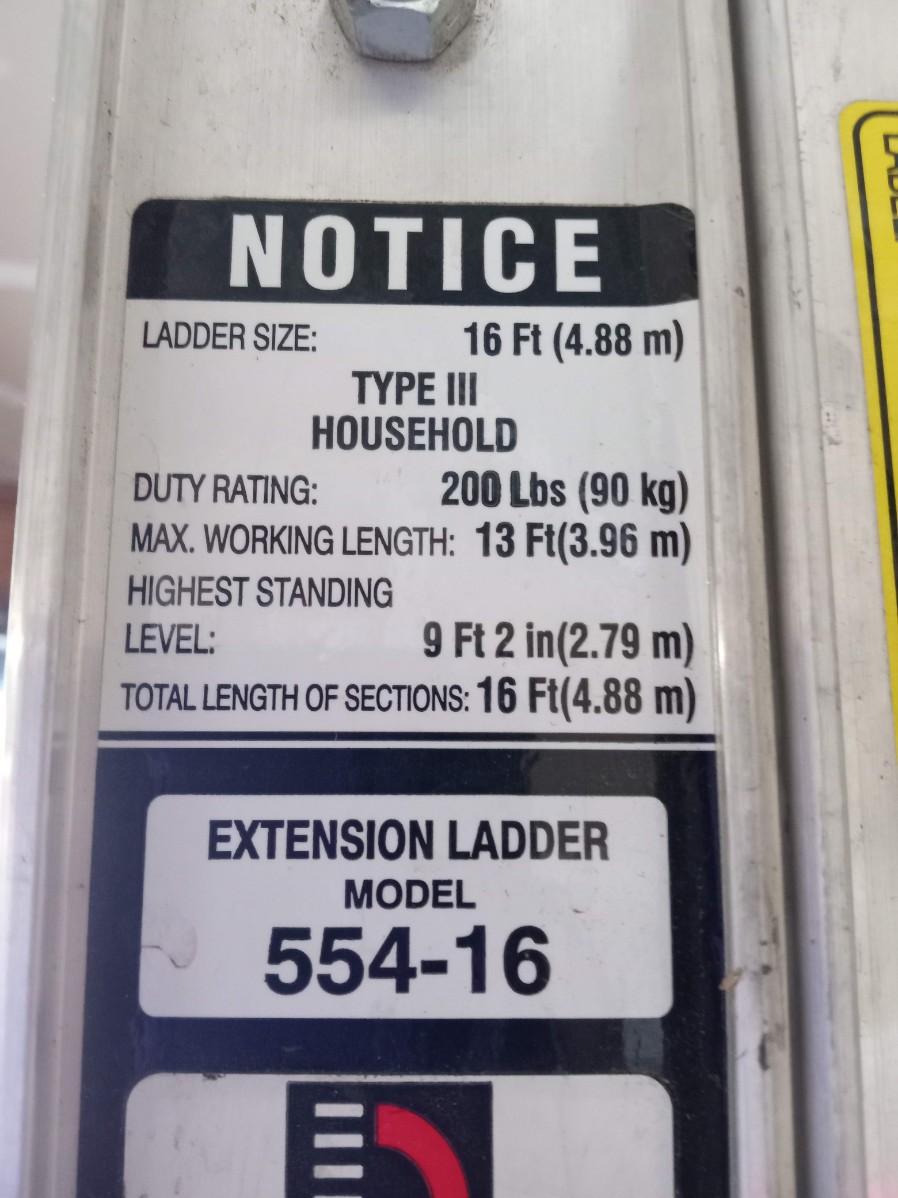 NOTICE
LADDER SIZE: 16 Ft (4.88 m)
TYPE III
HOUSEHOLD
DUTY RATING: 200 Lbs (90 kg)
MAX. WORKING LENGTH: 13 Ft(3.96 m)
HIGHEST STANDING
LEVEL: 9 Ft 2 in(2.79 m)
TOTAL LENGTH OF SECTIONS: 16 Ft(4.88 m)
EXTENSION LADDER
MODEL
554-16